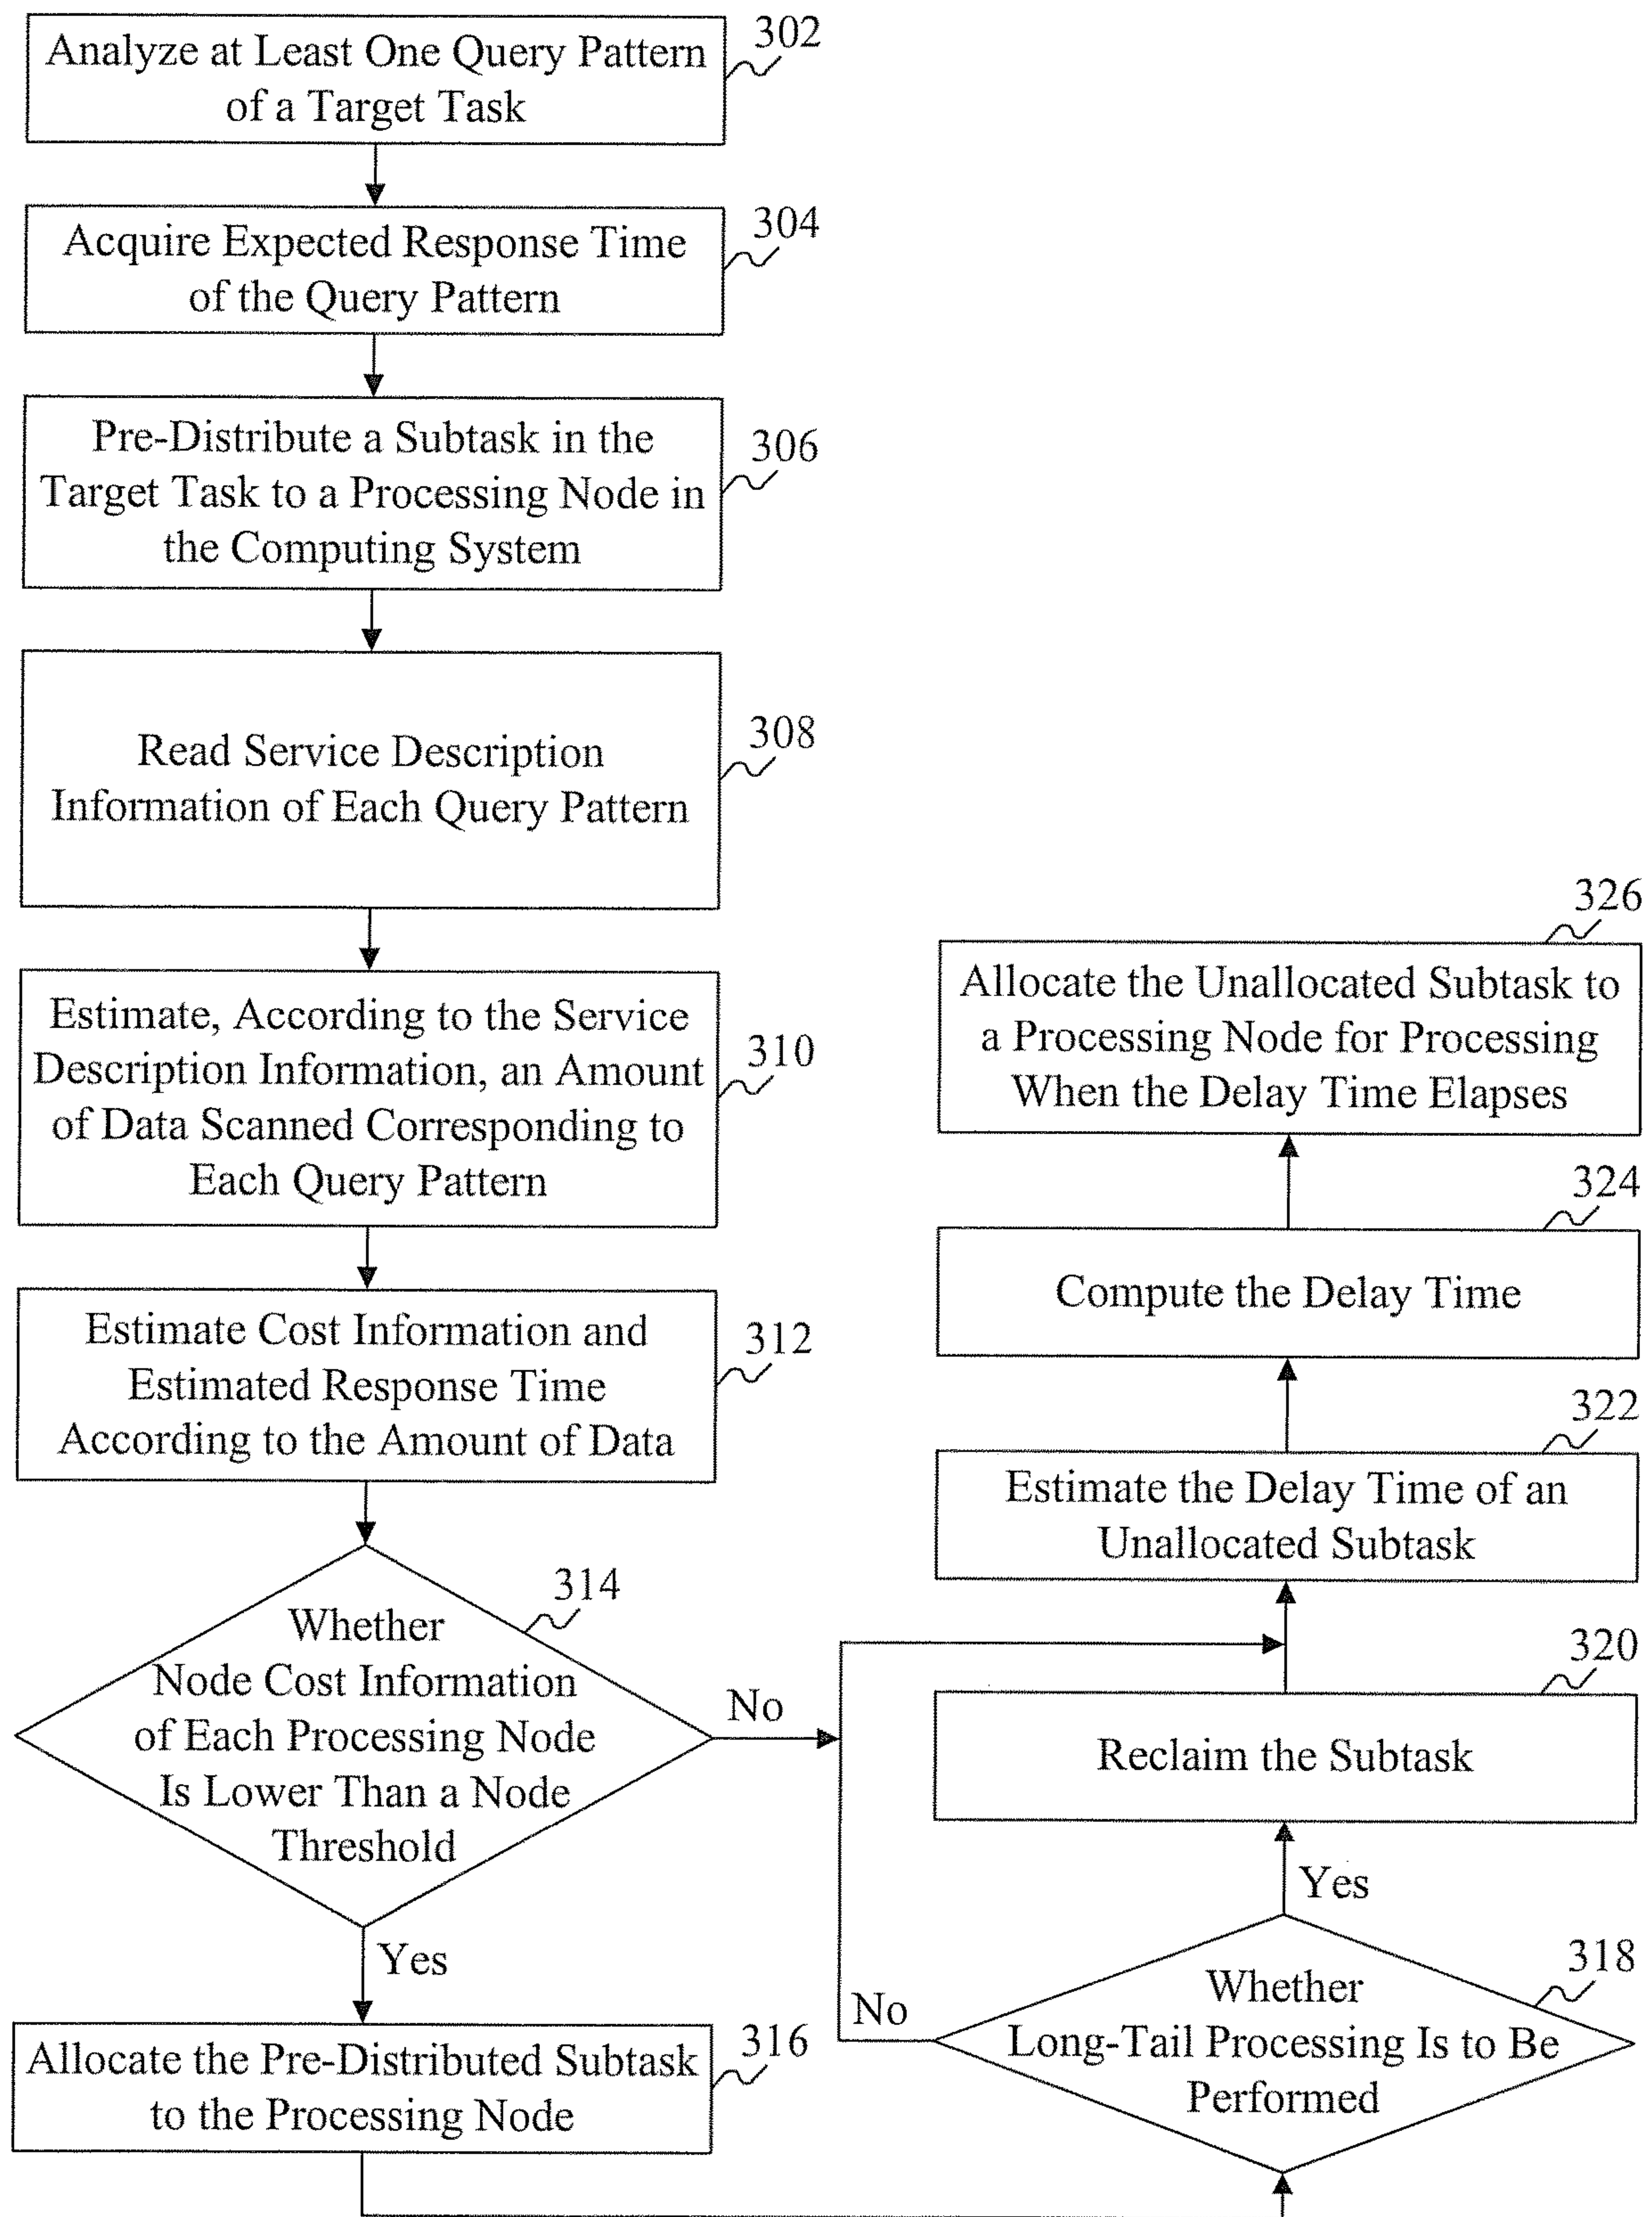 Analyze at Least One Query Pattern
of a Target Task
302
Acquire Expected Response Time
of the Query Pattern
304
Pre-Distribute a Subtask in the
Target Task to a Processing Node in
the Computing System
306
Read Service Description
Information of Each Query Pattern
308
Estimate, According to the Service
Description Information, an Amount
of Data Scanned Corresponding to
Each Query Pattern
310
Estimate Cost Information and
Estimated Response Time
According to the Amount of Data
312
Whether
Node Cost Information
of Each Processing Node
Is Lower Than a Node
Threshold
314
No
Yes
Allocate the Pre-Distributed Subtask
to the Processing Node
316
Whether
Long-Tail Processing Is to Be
Performed
318
No
Yes
Reclaim the Subtask
320
Estimate the Delay Time of an
Unallocated Subtask
322
Compute the Delay Time
324
Allocate the Unallocated Subtask to
a Processing Node for Processing
When the Delay Time Elapses
326